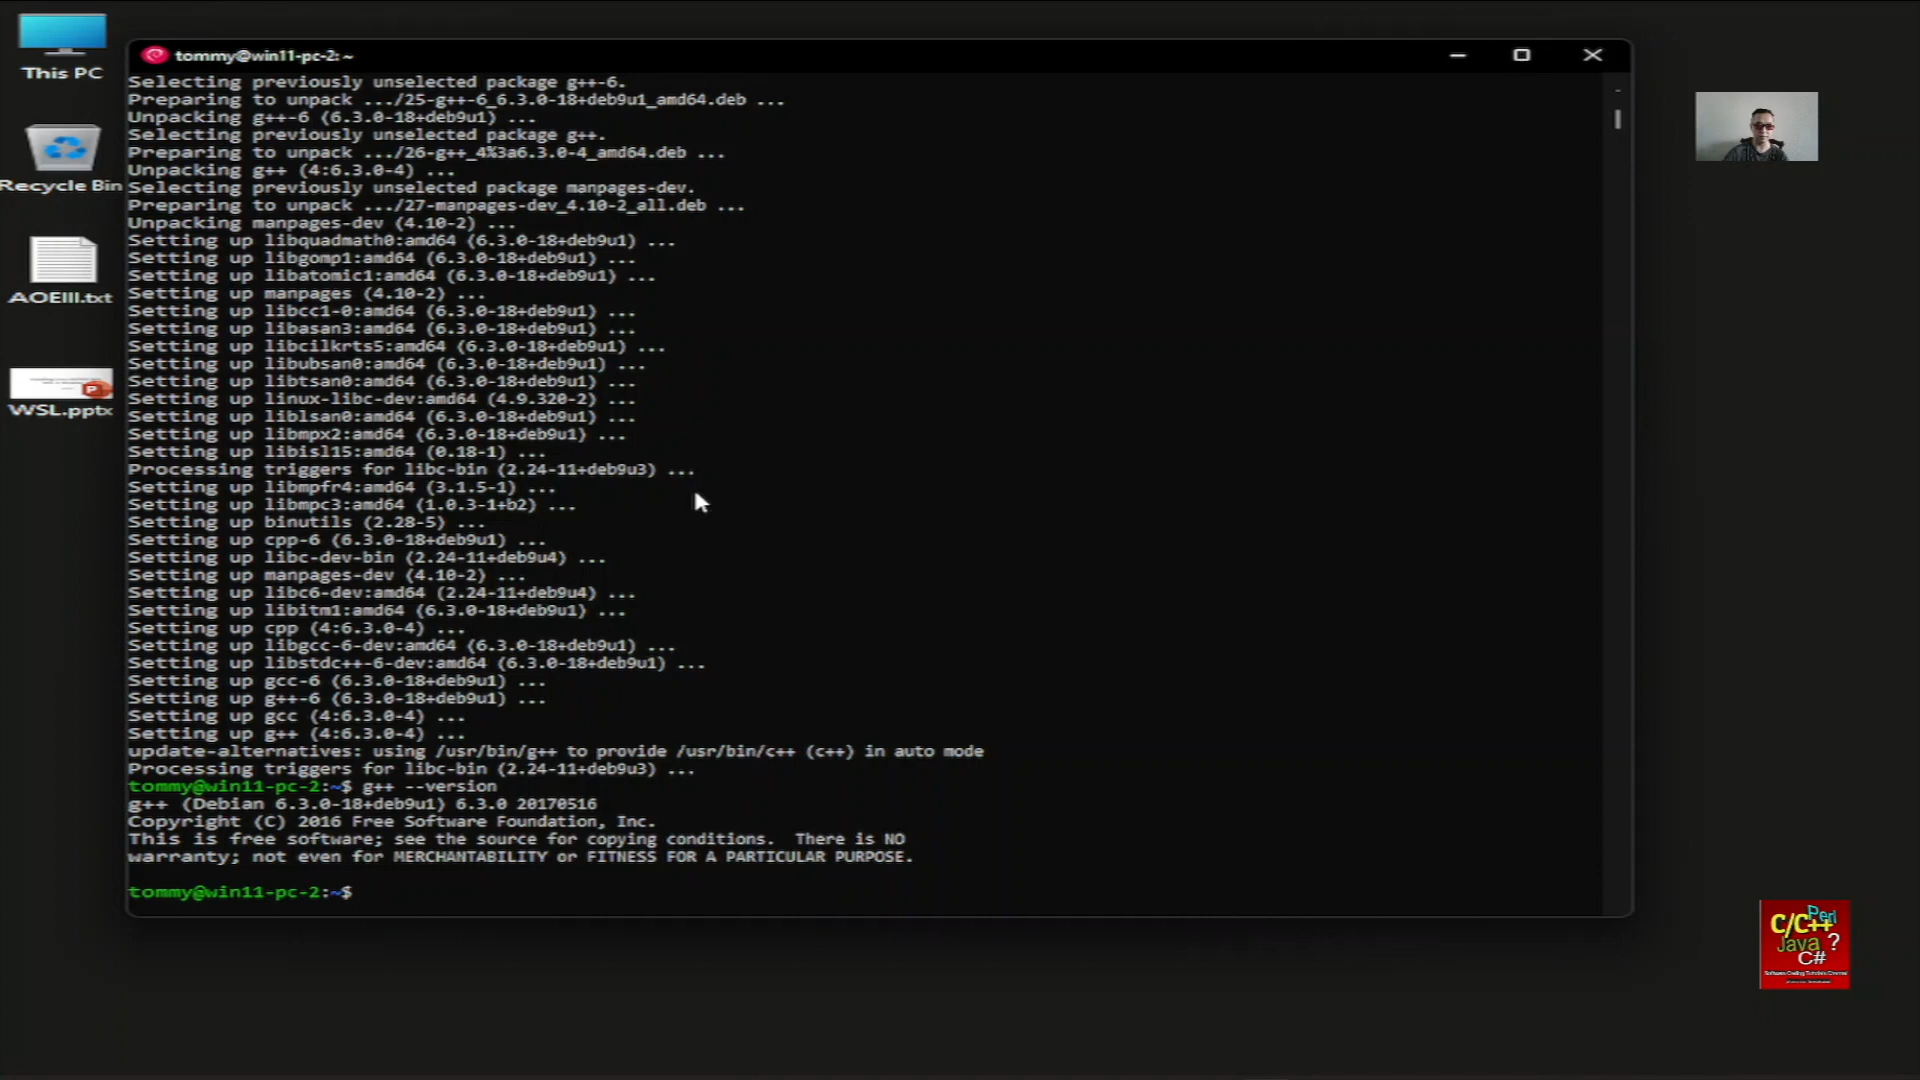 This PC
Recycle Bin
AOEIII.txt
WSL.pptx
tommy@win11-pc-2: ~
Selecting previously unselected package g++-6.
Preparing to unpack .../25-g++-6_6.3.0-18+deb9u1_amd64.deb ...
Unpacking g++-6 (6.3.0-18+deb9u1) ...
Selecting previously unselected package g++.
Preparing to unpack .../26-g++_4%3a6.3.0-4_amd64.deb ...
Unpacking g++ (4:6.3.0-4) ...
Selecting previously unselected package manpages-dev.
Preparing to unpack .../27-manpages-dev_4.10-2_all.deb ...
Unpacking manpages-dev (4.10-2) ...
Setting up libquadmath0:amd64 (6.3.0-18+deb9u1) ...
Setting up libgomp1:amd64 (6.3.0-18+deb9u1) ...
Setting up libatomic1:amd64 (6.3.0-18+deb9u1) ...
Setting up manpages (4.10-2) ...
Setting up libcc1-0:amd64 (6.3.0-18+deb9u1) ...
Setting up libasan3:amd64 (6.3.0-18+deb9u1) ...
Setting up libcilkrts5:amd64 (6.3.0-18+deb9u1) ...
Setting up libubsan0:amd64 (6.3.0-18+deb9u1) ...
Setting up libtsan0:amd64 (6.3.0-18+deb9u1) ...
Setting up linux-libc-dev:amd64 (4.9.320-2) ...
Setting up liblsan0:amd64 (6.3.0-18+deb9u1) ...
Setting up libmpx2:amd64 (6.3.0-18+deb9u1) ...
Setting up libisl15:amd64 (0.18-1) ...
Processing triggers for libc-bin (2.24-11+deb9u3) ...
Setting up libmpfr4:amd64 (3.1.5-1) ...
Setting up libmpc3:amd64 (1.0.3-1+b2) ...
Setting up binutils (2.28-5) ...
Setting up cpp-6 (6.3.0-18+deb9u1) ...
Setting up libc-dev-bin (2.24-11+deb9u4) ...
Setting up manpages-dev (4.10-2) ...
Setting up libc6-dev:amd64 (2.24-11+deb9u4) ...
Setting up libitm1:amd64 (6.3.0-18+deb9u1) ...
Setting up cpp (4:6.3.0-4) ...
Setting up libgcc-6-dev:amd64 (6.3.0-18+deb9u1) ...
Setting up libstdc++-6-dev:amd64 (6.3.0-18+deb9u1) ...
Setting up gcc-6 (6.3.0-18+deb9u1) ...
Setting up g++-6 (6.3.0-18+deb9u1) ...
Setting up gcc (4:6.3.0-4) ...
Setting up g++ (4:6.3.0-4) ...
update-alternatives: using /usr/bin/g++ to provide /usr/bin/c++ (c++) in auto mode
Processing triggers for libc-bin (2.24-11+deb9u3) ...
tommy@win11-pc-2:~$ g++ --version
g++ (Debian 6.3.0-18+deb9u1) 6.3.0 20170516
Copyright (C) 2016 Free Software Foundation, Inc.
This is free software; see the source for copying conditions.  There is NO
warranty; not even for MERCHANTABILITY or FITNESS FOR A PARTICULAR PURPOSE.
tommy@win11-pc-2:~$
Perl
C/C++
Java ?
C#